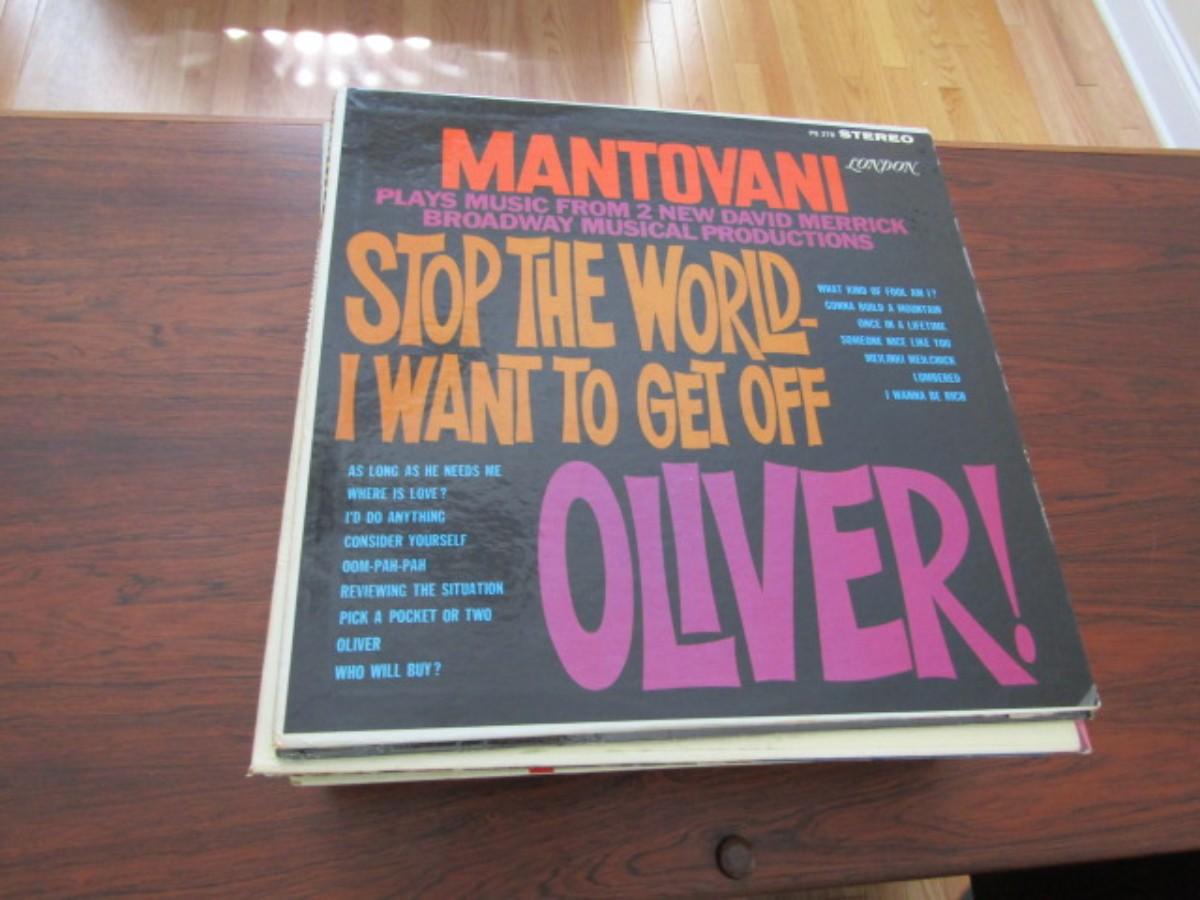 PS 270 STEREO
LONDON
MANTOVANI
PLAYS MUSIC FROM 2 NEW DAVID MERRICK
BROADWAY MUSICAL PRODUCTIONS
STOP THE WORLD-
I WANT TO GET OFF
WHAT KIND OF FOOL AM I?
GONNA BUILD A MOUNTAIN
ONCE IN A LIFETIME
SOMEONE NICE LIKE YOU
MEILINKI MEILCHICK
LUMBERED
I WANNA BE RICH
AS LONG AS HE NEEDS ME
WHERE IS LOVE?
I'D DO ANYTHING
CONSIDER YOURSELF
OOM-PAH-PAH
REVIEWING THE SITUATION
PICK A POCKET OR TWO
OLIVER
WHO WILL BUY?
OLIVER!